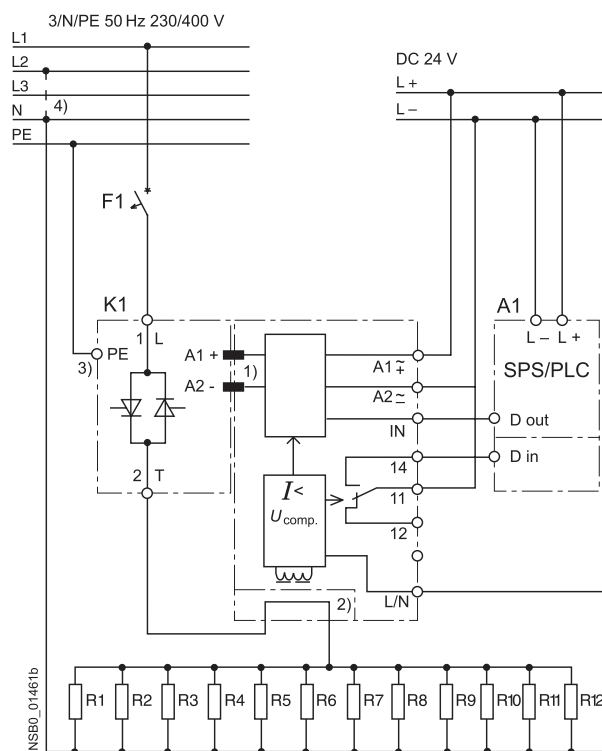 3/N/PE 50 Hz 230/400 V
L1
L2
L3
N
PE
4)
DC 24 V
L +
L –
F1
K1
A1
1 L
L – L +
PE
3)
A1 +
A2 -
1)
A1 ~ +
A2 ~ –
IN
SPS/PLC
D out
14
D in
2 T
I <
U comp.
11
12
L/N
2)
R1 R2 R3 R4 R5 R6 R7 R8 R9 R10 R11 R12
NSB0_01461b